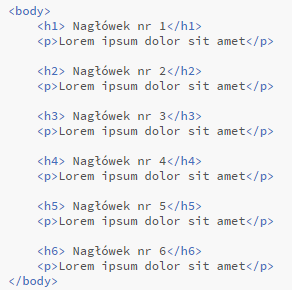 <body>
<h1> Nagłówek nr 1</h1>
<p>Lorem ipsum dolor sit amet</p>
<h2> Nagłówek nr 2</h2>
<p>Lorem ipsum dolor sit amet</p>
<h3> Nagłówek nr 3</h3>
<p>Lorem ipsum dolor sit amet</p>
<h4> Nagłówek nr 4</h4>
<p>Lorem ipsum dolor sit amet</p>
<h5> Nagłówek nr 5</h5>
<p>Lorem ipsum dolor sit amet</p>
<h6> Nagłówek nr 6</h6>
<p>Lorem ipsum dolor sit amet</p>
</body>